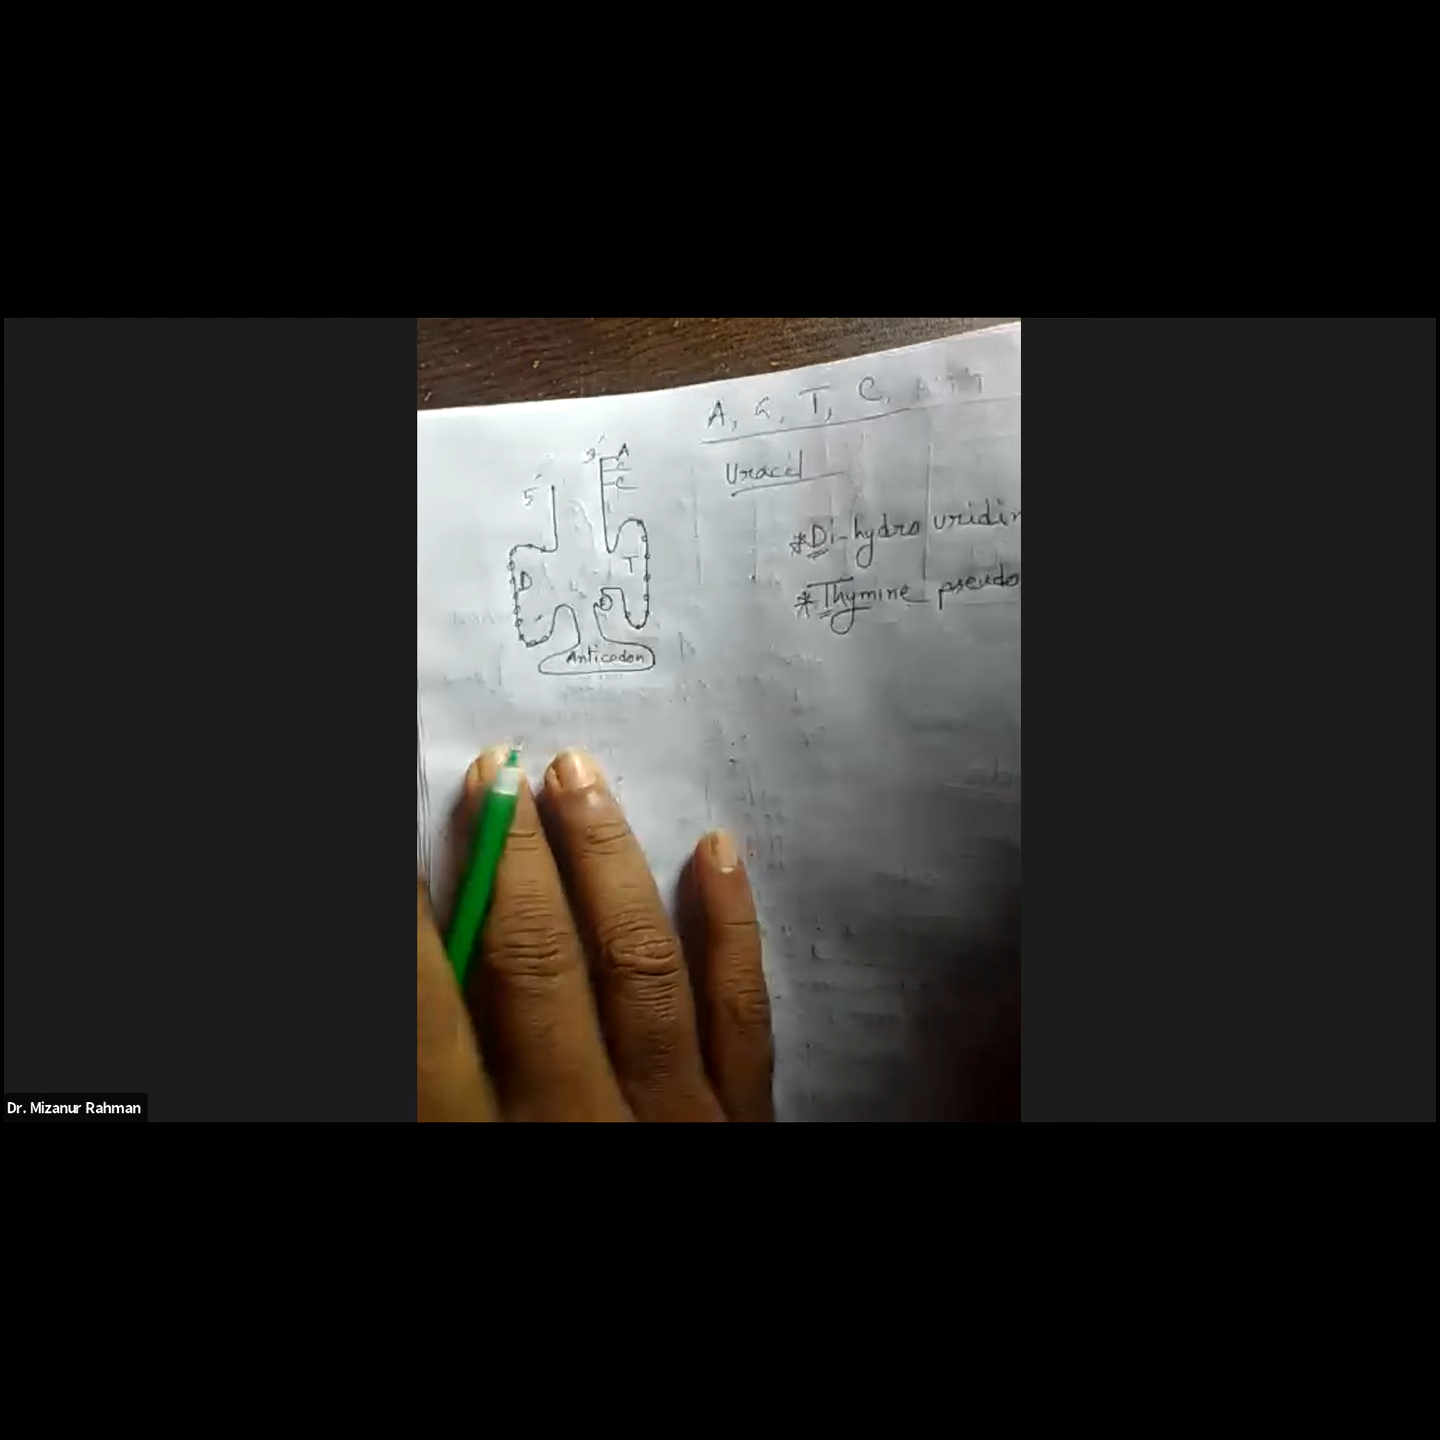 A, G, T, C,
Uracil
3' A
C
C
5'
*Di-hydro uridin
D
T
*Thymine pseudo
Anticodon
Dr. Mizanur Rahman